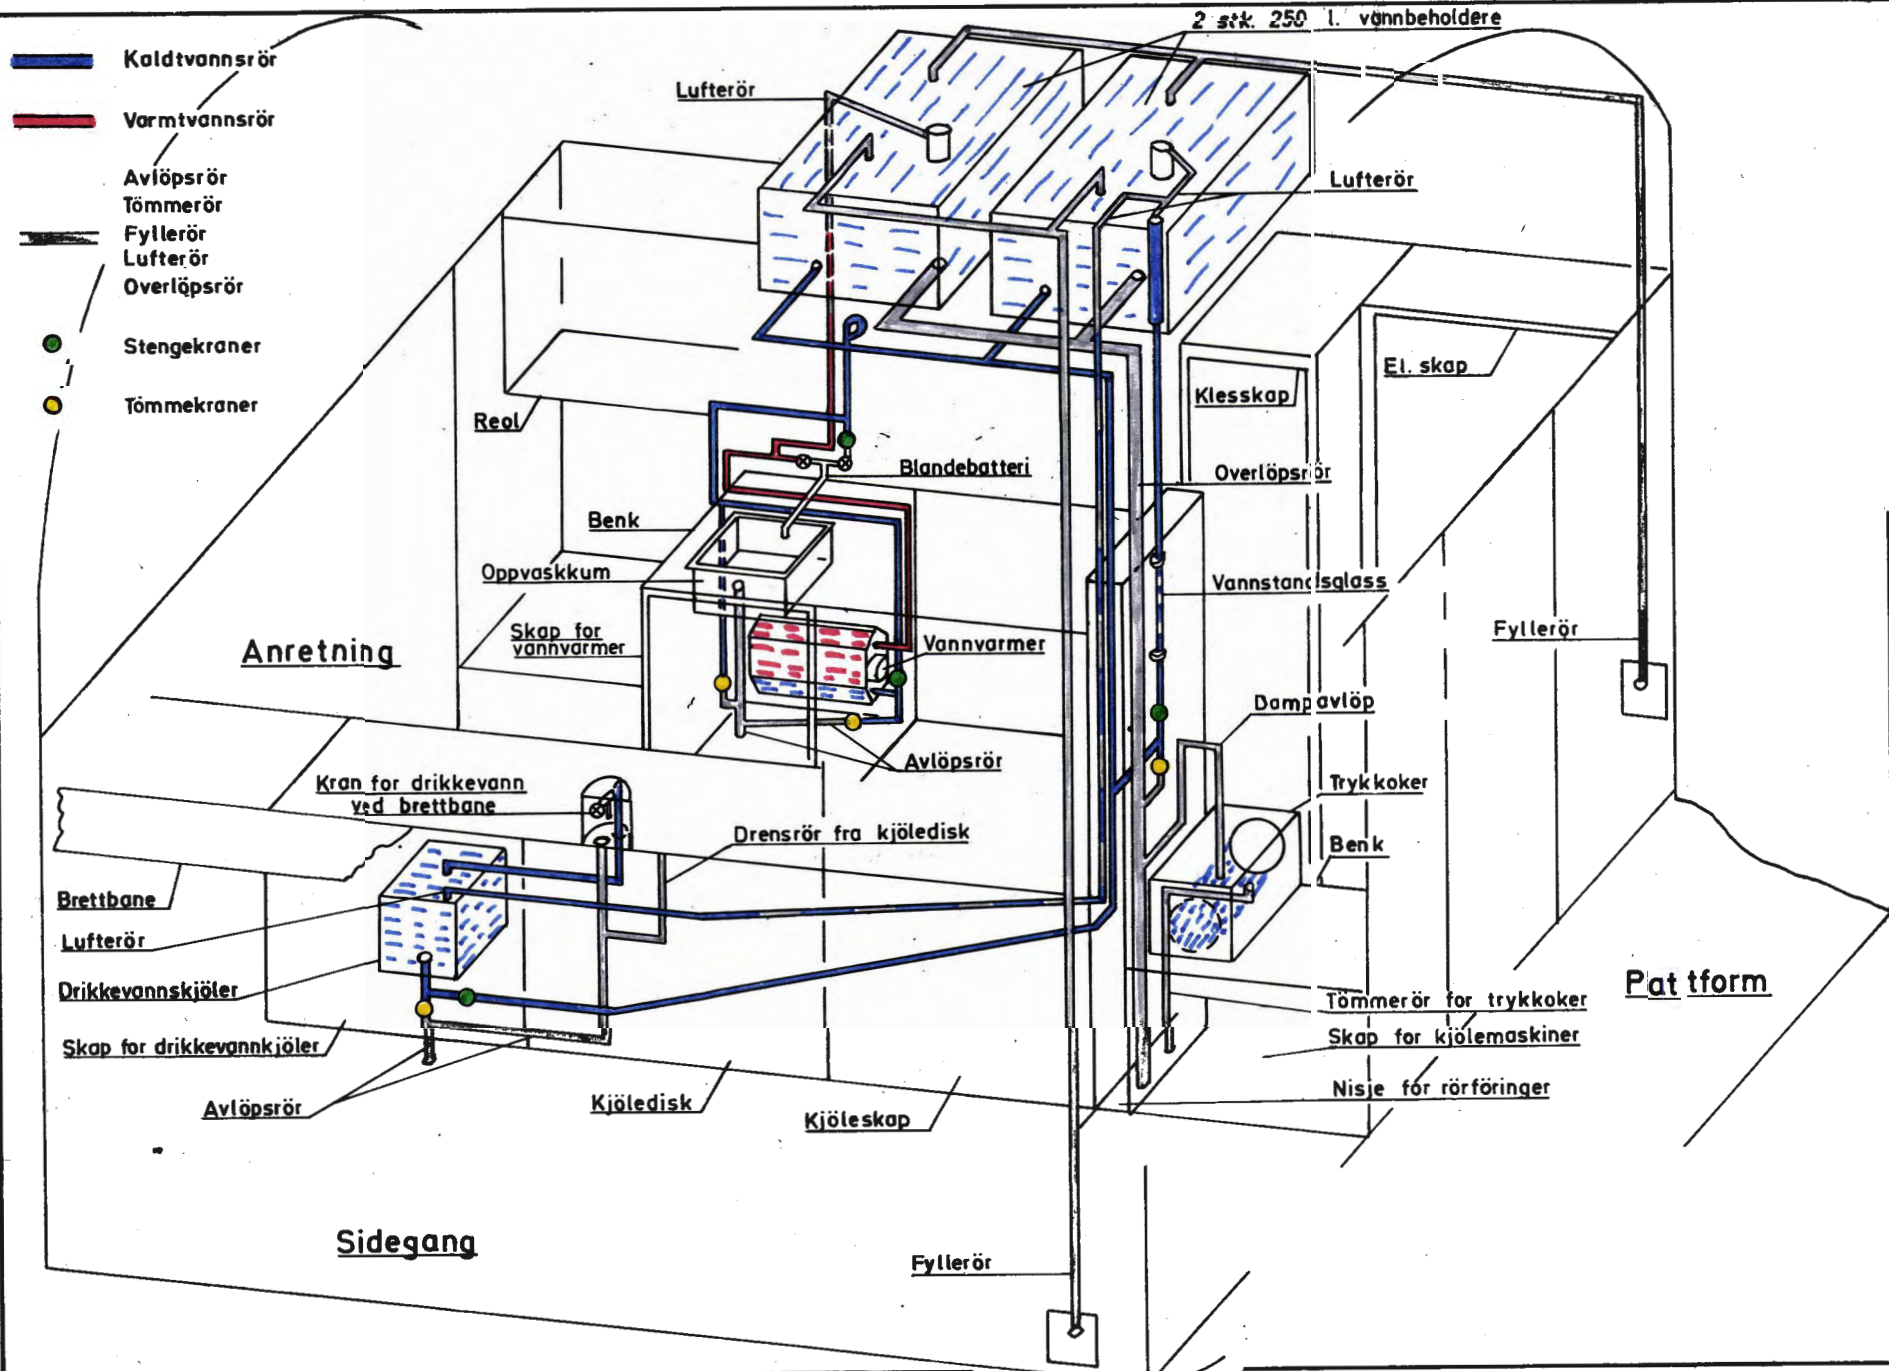 2 stk. 250 l. vannbeholdere
Kaldtvannsrör
Varmtvannsrör
Avlöpsrör
Tömmerör
Fyllerör
Lufterör
Overlöpsrör
Stengekraner
Tömmekraner
Lufterör
Lufterör
Reol
Klesskap
El. skap
Blandebatteri
Overlöpsrör
Benk
Oppvaskkum
Vannstandsglass
Skap for
vannvarmer
Vannvarmer
Fyllerör
Anretning
Dampavlöp
Avlöpsrör
Kran for drikkevann
ved brettbane
Trykkoker
Drensrör fra kjöledisk
Benk
Brettbane
Lufterör
Drikkevannskjöler
Pattform
Tömmerör for trykkoker
Skap for drikkevannkjöler
Skap for kjölemaskiner
Nisje for rörföringer
Avlöpsrör
Kjöledisk
Kjöleskap
Sidegang
Fyllerör